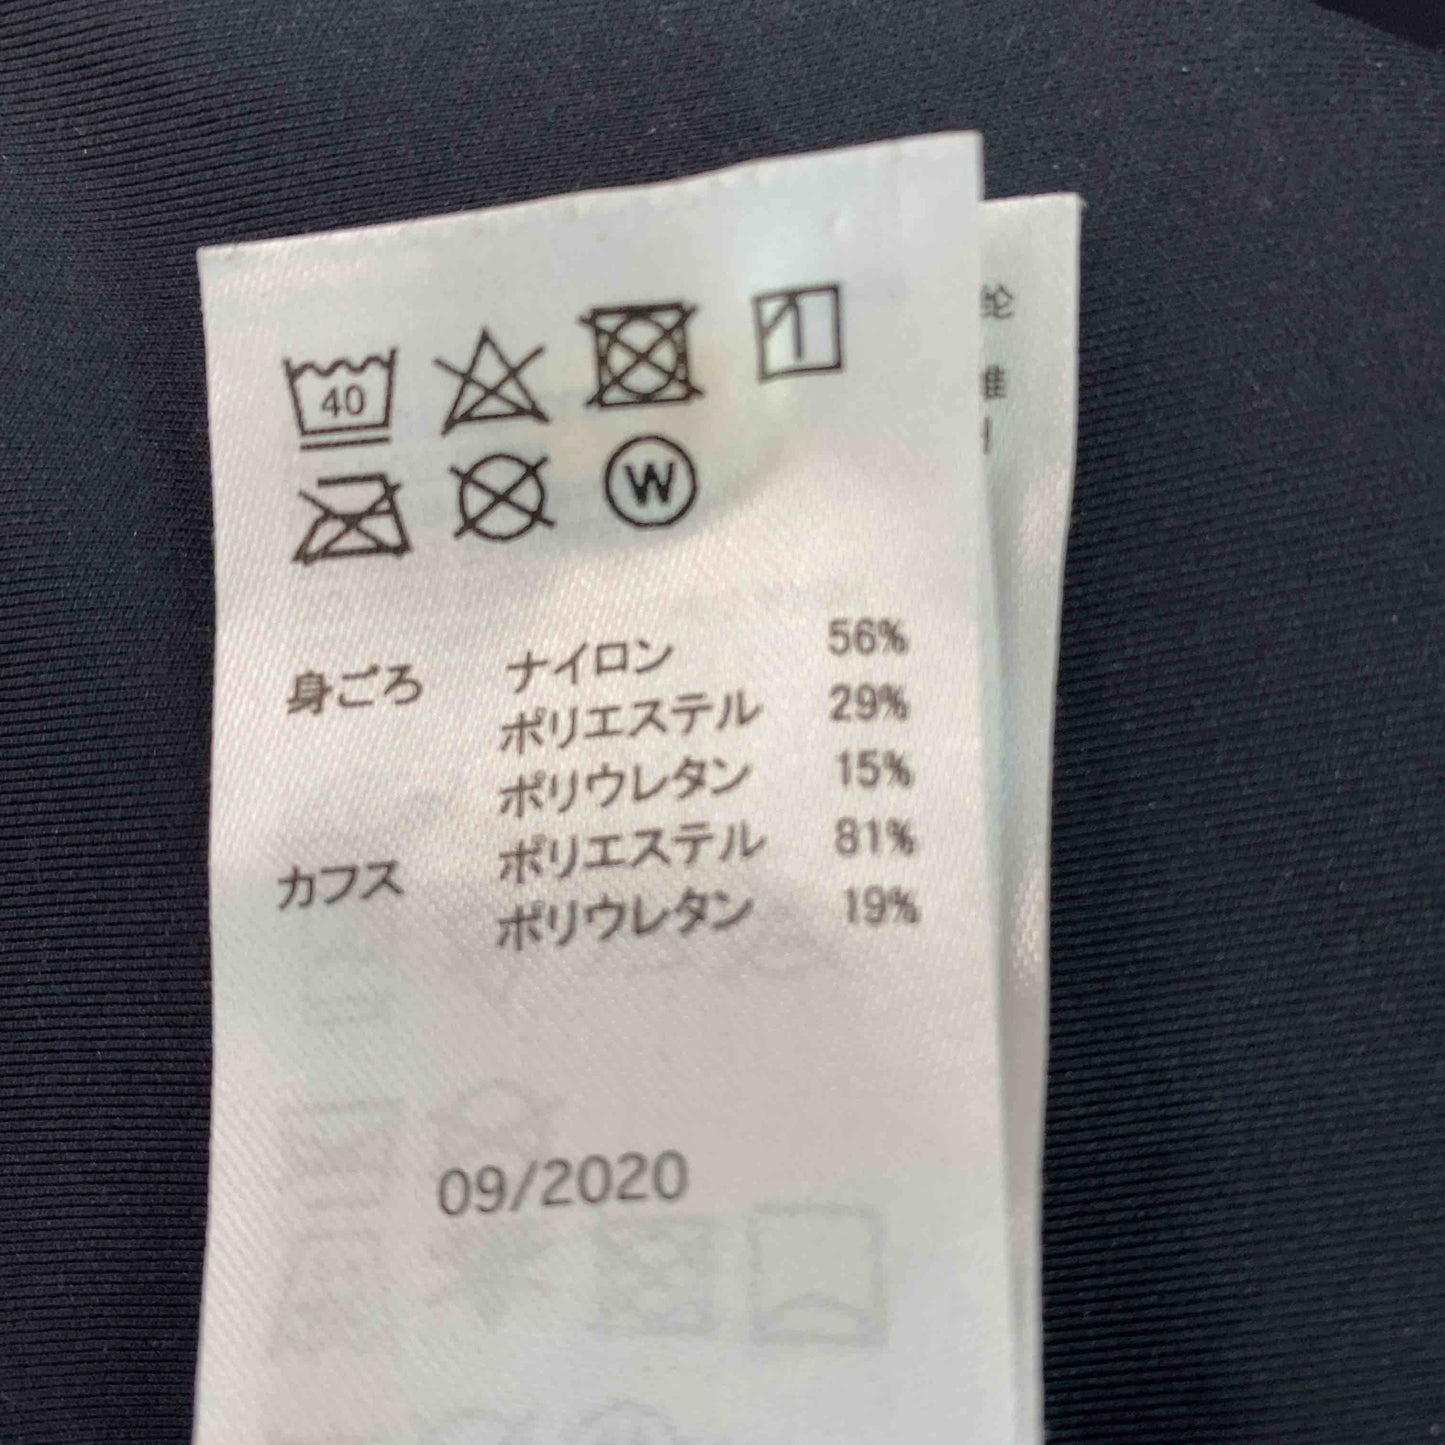 40
W
身ごろ ナイロン 56%
ポリエステル 29%
ポリウレタン 15%
カフス ポリエステル 81%
ポリウレタン 19%
09/2020
纶